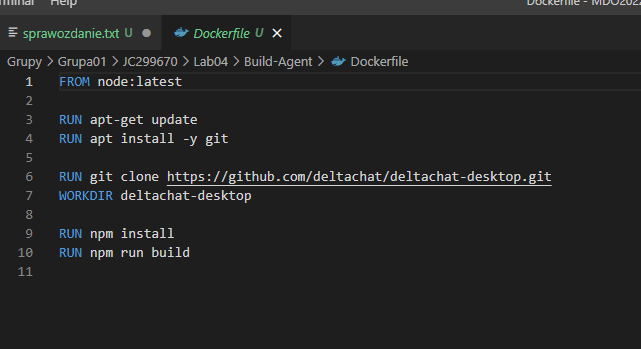 Help
Dockerfile - MDO202
sprawozdanie.txt U ● Dockerfile U ✕
Grupy > Grupa01 > JC299670 > Lab04 > Build-Agent > Dockerfile
1 FROM node:latest
2
3 RUN apt-get update
4 RUN apt install -y git
5
6 RUN git clone https://github.com/deltachat/deltachat-desktop.git
7 WORKDIR deltachat-desktop
8
9 RUN npm install
10 RUN npm run build
11